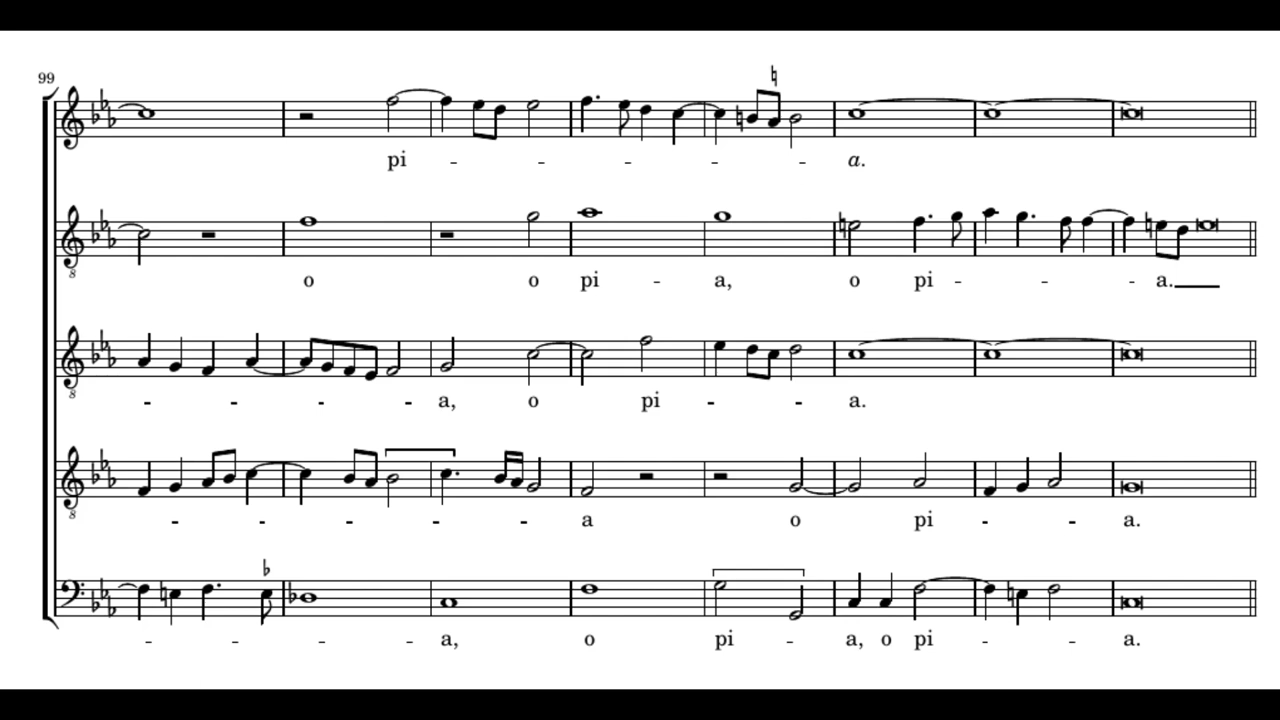 99
pi - - - - - a.
o o pi - a, o pi - - - a.
- - - - a, o pi - - a.
- - - - - a o pi - - a.
- - - a, o pi - a, o pi - - a.